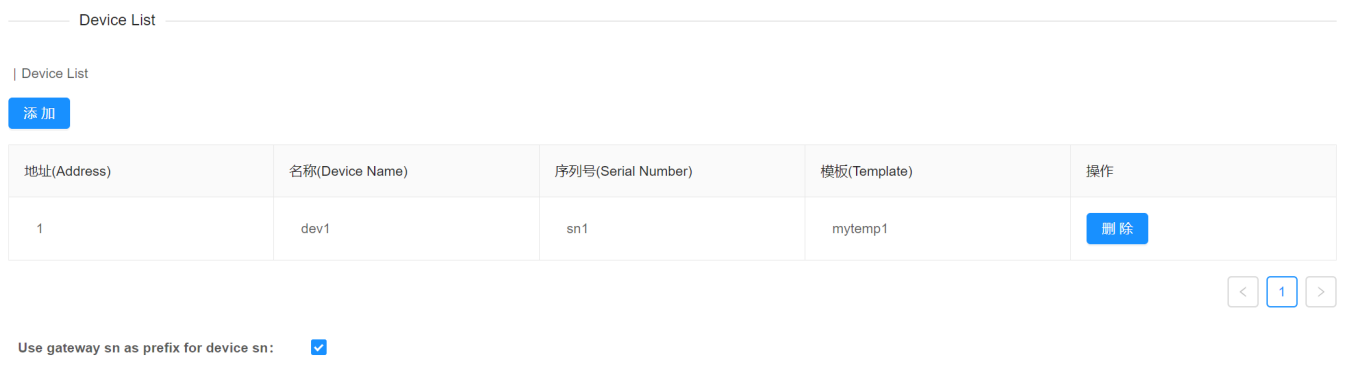 Device List
| Device List
添 加
地址(Address) 名称(Device Name) 序列号(Serial Number) 模板(Template) 操作
1 dev1 sn1 mytemp1 删 除
< 1 >
Use gateway sn as prefix for device sn: